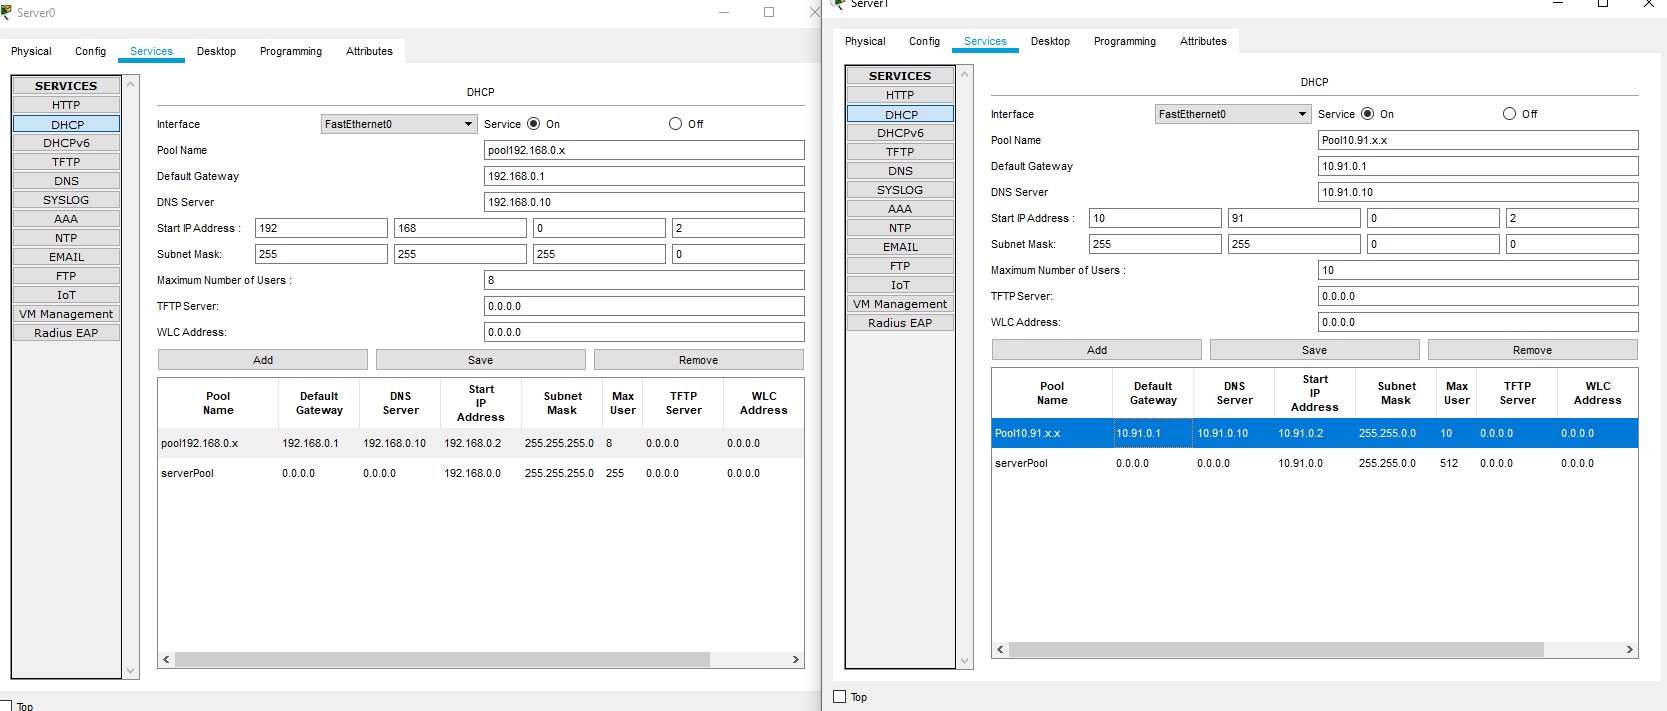 Server0
Physical Config Services Desktop Programming Attributes
SERVICES
HTTP
DHCP
DHCPv6
TFTP
DNS
SYSLOG
AAA
NTP
EMAIL
FTP
IoT
VM Management
Radius EAP
DHCP
Interface FastEthernet0 Service On Off
Pool Name pool192.168.0.x
Default Gateway 192.168.0.1
DNS Server 192.168.0.10
Start IP Address : 192 168 0 2
Subnet Mask: 255 255 255 0
Maximum Number of Users : 8
TFTP Server: 0.0.0.0
WLC Address: 0.0.0.0
Add Save Remove
Pool Name Default Gateway DNS Server Start IP Address Subnet Mask Max User TFTP Server WLC Address
pool192.168.0.x 192.168.0.1 192.168.0.10 192.168.0.2 255.255.255.0 8 0.0.0.0 0.0.0.0
serverPool 0.0.0.0 0.0.0.0 192.168.0.0 255.255.255.0 255 0.0.0.0 0.0.0.0
Top
Server1
Physical Config Services Desktop Programming Attributes
SERVICES
HTTP
DHCP
DHCPv6
TFTP
DNS
SYSLOG
AAA
NTP
EMAIL
FTP
IoT
VM Management
Radius EAP
DHCP
Interface FastEthernet0 Service On Off
Pool Name Pool10.91.x.x
Default Gateway 10.91.0.1
DNS Server 10.91.0.10
Start IP Address : 10 91 0 2
Subnet Mask: 255 255 0 0
Maximum Number of Users : 10
TFTP Server: 0.0.0.0
WLC Address: 0.0.0.0
Add Save Remove
Pool Name Default Gateway DNS Server Start IP Address Subnet Mask Max User TFTP Server WLC Address
Pool10.91.x.x 10.91.0.1 10.91.0.10 10.91.0.2 255.255.0.0 10 0.0.0.0 0.0.0.0
serverPool 0.0.0.0 0.0.0.0 10.91.0.0 255.255.0.0 512 0.0.0.0 0.0.0.0
Top